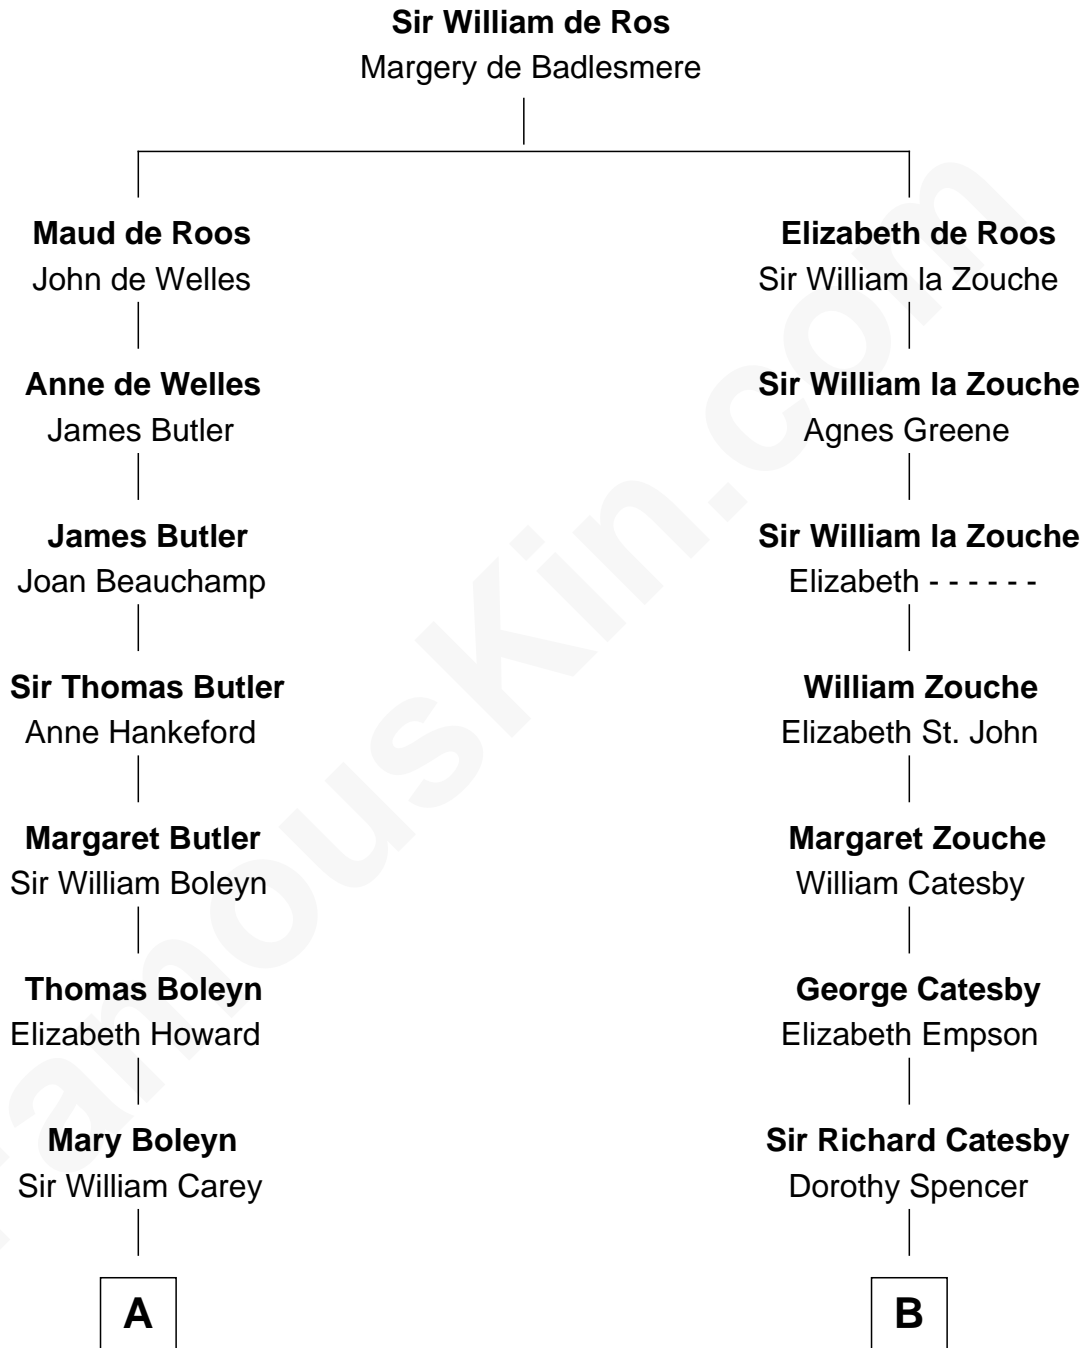 Sir William de Ros
Margery de Badlesmere
Maud de Roos
John de Welles
Elizabeth de Roos
Sir William la Zouche
Anne de Welles
James Butler
Sir William la Zouche
Agnes Greene
James Butler
Joan Beauchamp
Sir William la Zouche
Elizabeth - - - - - -
Sir Thomas Butler
Anne Hankeford
William Zouche
Elizabeth St. John
Margaret Butler
Sir William Boleyn
Margaret Zouche
William Catesby
Thomas Boleyn
Elizabeth Howard
George Catesby
Elizabeth Empson
Mary Boleyn
Sir William Carey
Sir Richard Catesby
Dorothy Spencer
A
B
FamousKin.com